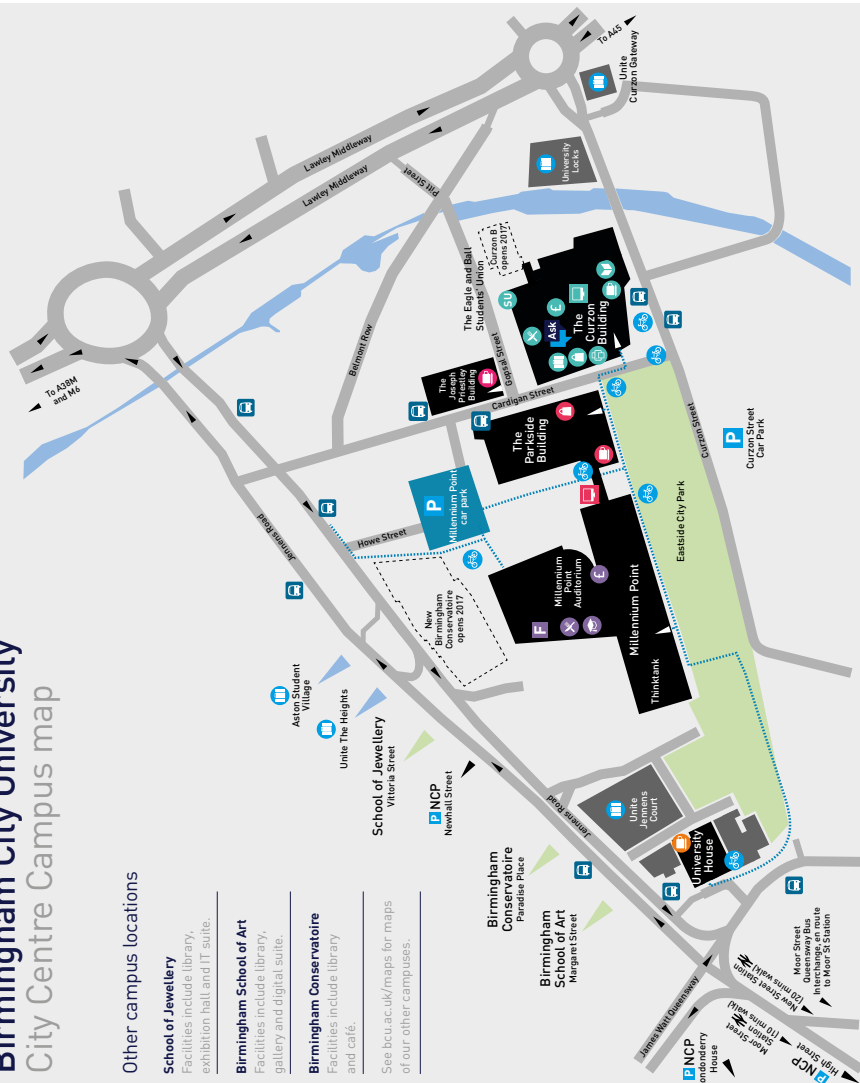 Birmingham City University
City Centre Campus map
Other campus locations
School of Jewellery
Facilities include library,
exhibition hall and IT suite.
Birmingham School of Art
Facilities include library,
gallery and digital suite.
Birmingham Conservatoire
Facilities include library
and café.
See bcu.ac.uk/maps for maps
of our other campuses.
To A38M
and M6
To A45
Unite
Curzon Gateway
Lawley Middleway
Lawley Middleway
Pitt Street
University
Locks
Curzon B
opens 2017
The Eagle and Ball
Students' Union
SU
£
Ask
The
Curzon
Building
Belmont Row
Gopsal Street
The
Joseph
Priestley
Building
Cardigan Street
The
Parkside
Building
Curzon Street
P
Curzon Street
Car Park
P
Millennium Point
car park
Howe Street
Jennens Road
Eastside City Park
New
Birmingham
Conservatoire
opens 2017
Millennium
Point
Auditorium
£
F
Millennium Point
Thinktank
Aston Student
Village
Unite The Heights
School of Jewellery
Vittoria Street
P NCP
Newhall Street
Jennens Road
Unite
Jennens
Court
University
House
Birmingham
Conservatoire
Paradise Place
Birmingham
School of Art
Margaret Street
James Watt Queensway
New Street Station
(20 mins walk)
Moor Street
Station
(10 mins walk)
Moor Street
Queensway Bus
Interchange, en route
to Moor St Station
P NCP
ondonderry
House
P NCP
High Street